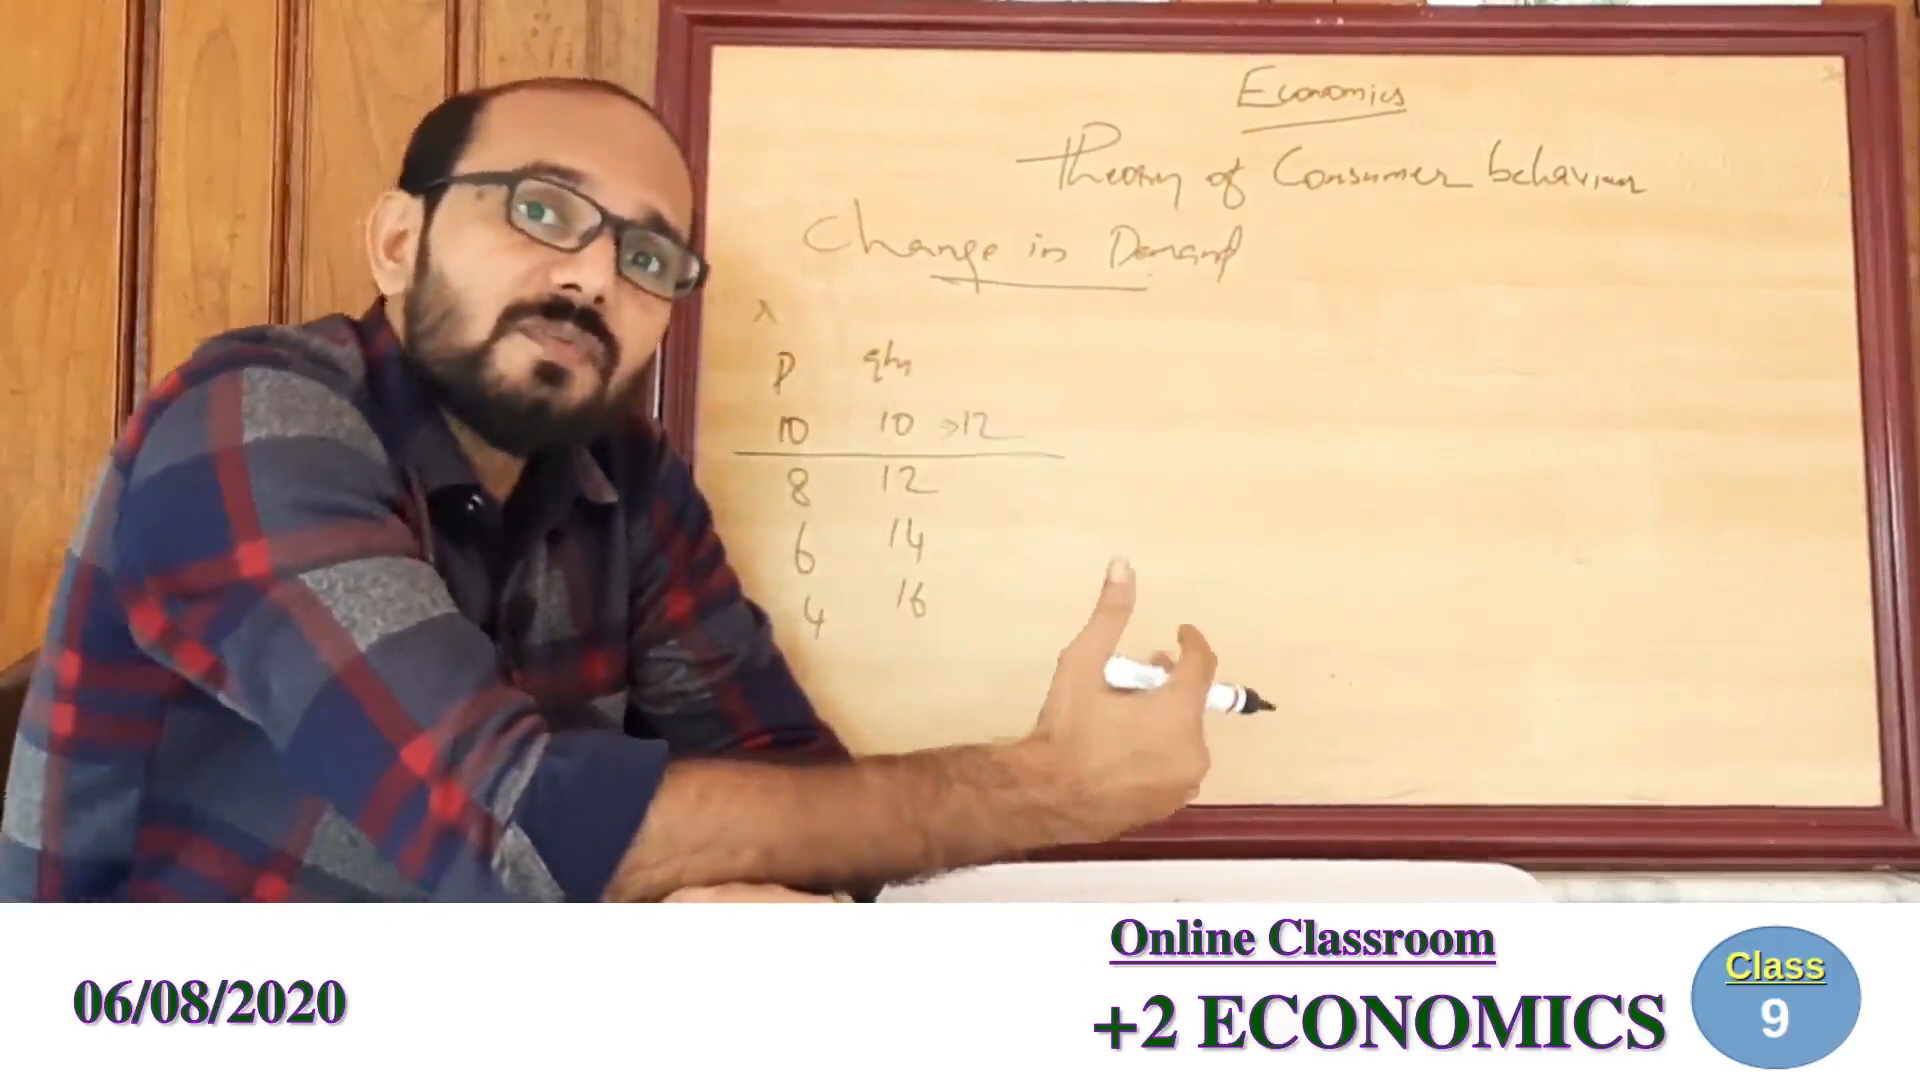 Economics
Theory of Consumer behaviour
Change in Demand
x
P qty
10 10 → 12
8 12
6 14
4 16
06/08/2020
Online Classroom
+2 ECONOMICS
Class
9